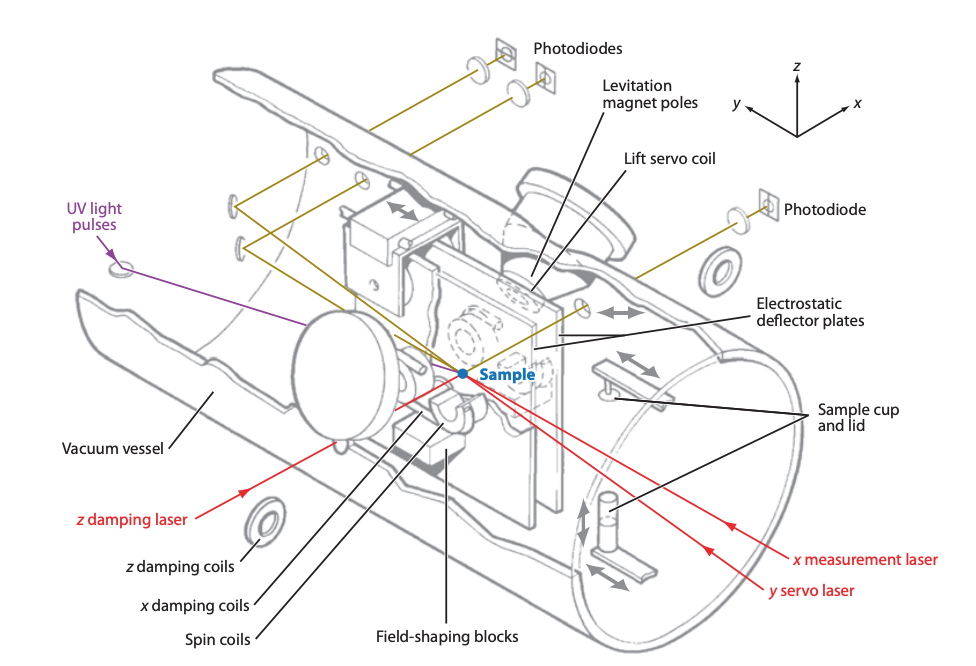 Photodiodes
Levitation
magnet poles
z
y
x
Lift servo coil
UV light
pulses
Photodiode
Electrostatic
deflector plates
Sample
Sample cup
and lid
Vacuum vessel
z damping laser
x measurement laser
z damping coils
y servo laser
x damping coils
Spin coils
Field-shaping blocks